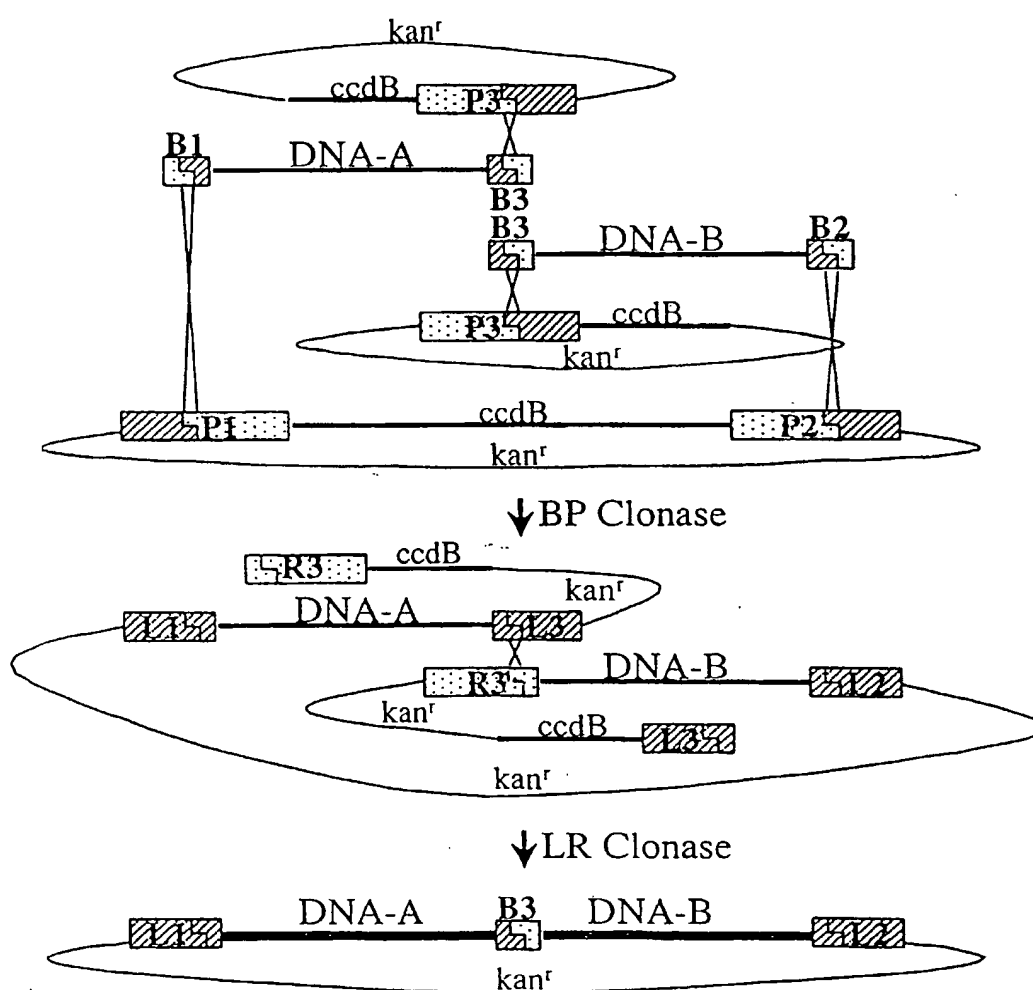 kanʳ
ccdB P3
B1 DNA-A
B3
B3 DNA-B B2
P3 ccdB
kanʳ
P1 ccdB P2
kanʳ
BP Clonase
R3 ccdB
kanʳ
L1 DNA-A L3
R3 DNA-B L2
kanʳ
ccdB L3
kanʳ
LR Clonase
L1 DNA-A B3 DNA-B L2
kanʳ